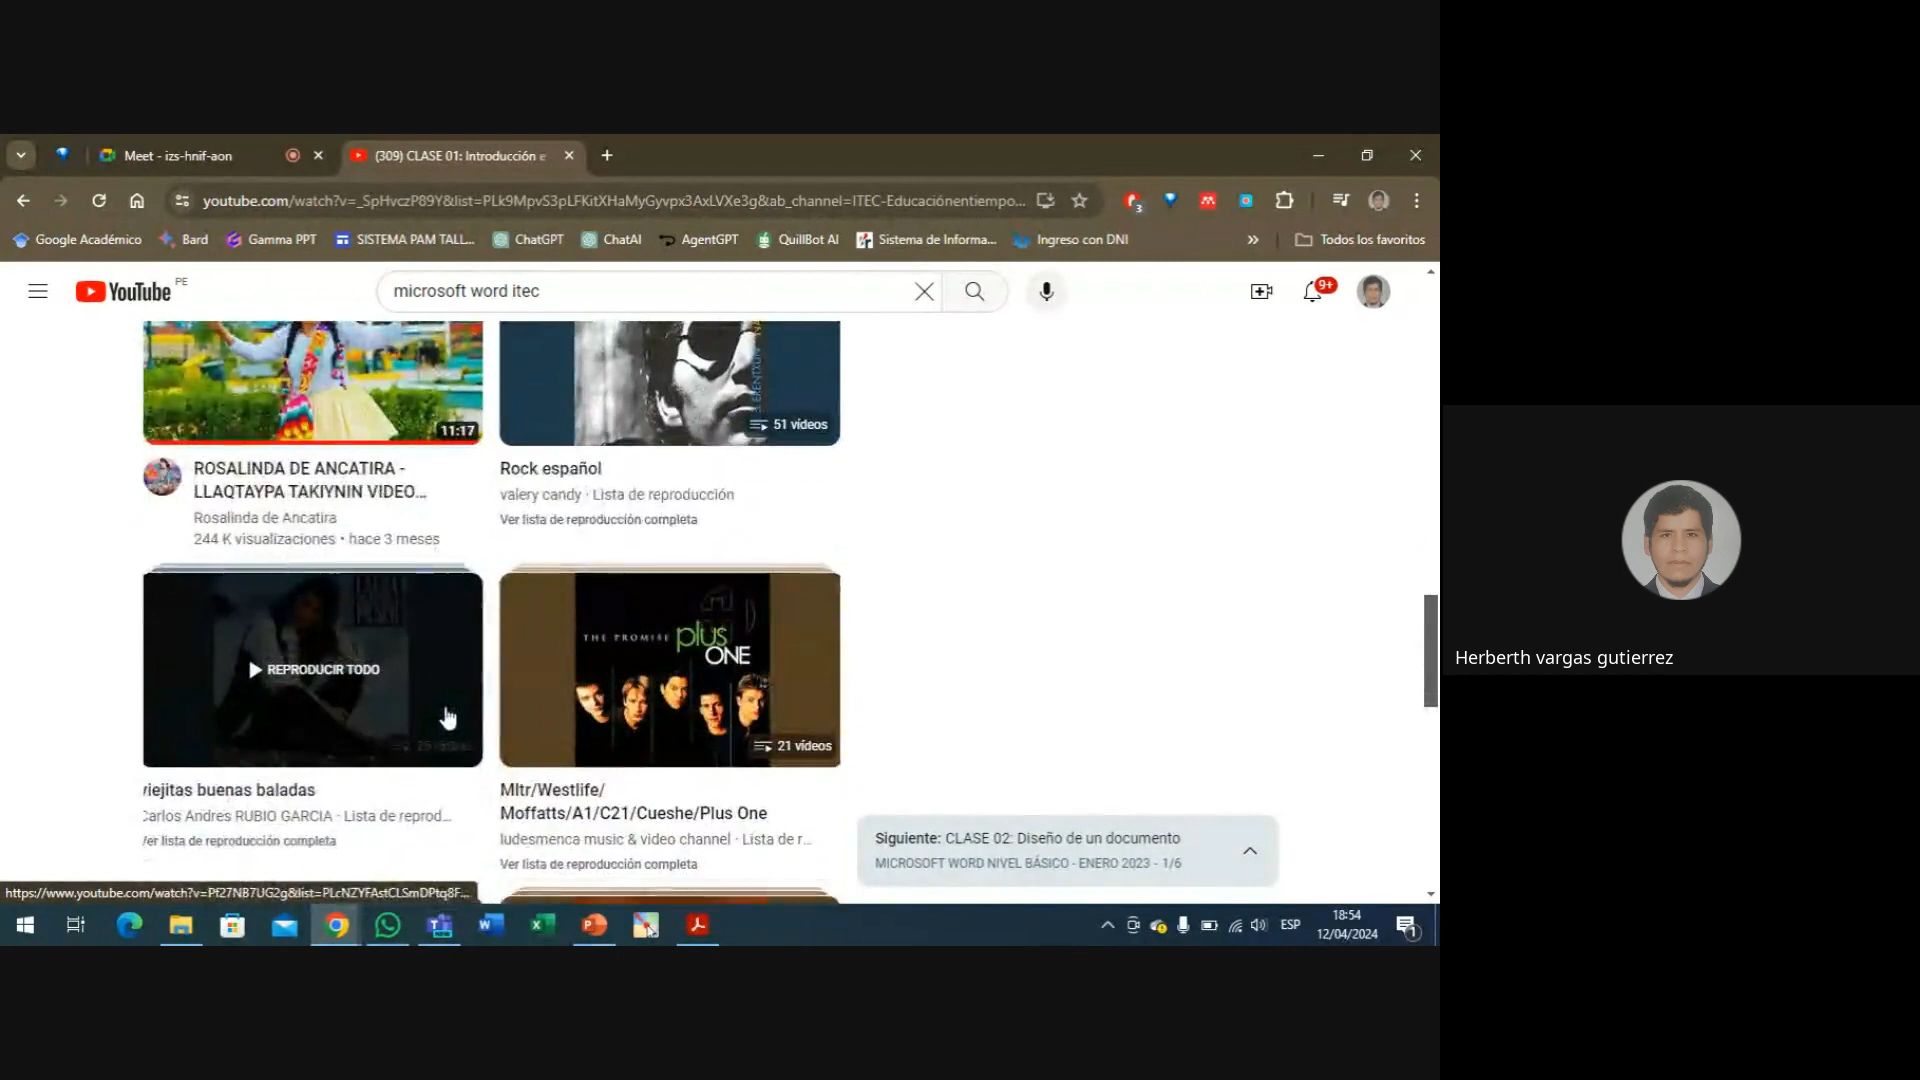 Meet - izs-hnif-aon
(309) CLASE 01: Introducción e
youtube.com/watch?v=_SpHvczP89Y&list=PLk9MpvS3pLFKitXHaMyGyvpx3AxLVXe3g&ab_channel=ITEC-Educaciónentiempo...
3
Google Académico
Bard
Gamma PPT
SISTEMA PAM TALL...
ChatGPT
ChatAI
AgentGPT
QuillBot AI
Sistema de Informa...
Ingreso con DNI
Todos los favoritos
YouTube PE
microsoft word itec
9+
11:17
51 vídeos
ROSALINDA DE ANCATIRA -
LLAQTAYPA TAKIYNIN VIDEO...
Rosalinda de Ancatira
244 K visualizaciones • hace 3 meses
Rock español
valery candy · Lista de reproducción
Ver lista de reproducción completa
REPRODUCIR TODO
THE PROMISE plus
ONE
21 vídeos
viejitas buenas baladas
Carlos Andres RUBIO GARCIA · Lista de reprod...
Ver lista de reproducción completa
Mltr/Westlife/
Moffatts/A1/C21/Cueshe/Plus One
ludesmenca music & video channel · Lista de r...
Ver lista de reproducción completa
Siguiente: CLASE 02: Diseño de un documento
MICROSOFT WORD NIVEL BÁSICO - ENERO 2023 - 1/6
https://www.youtube.com/watch?v=Pf27NB7UG2g&list=PLcNZYFAstCLSmDPtq8F...
ESP
18:54
12/04/2024
1
Herberth vargas gutierrez